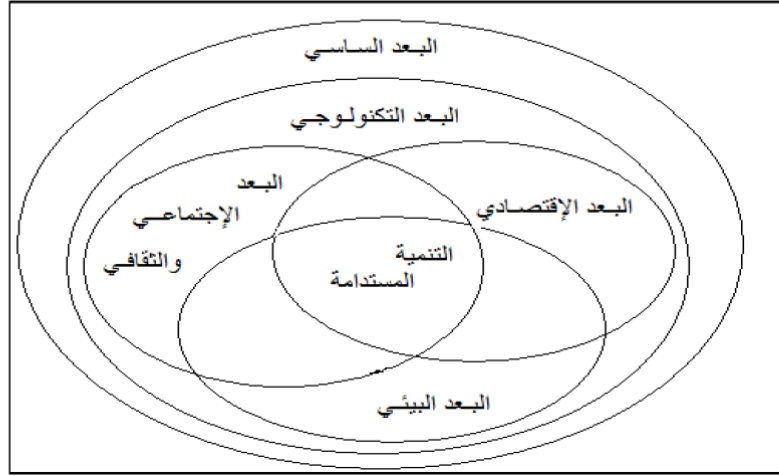 البعد الساسي
البعد التكنولوجي
البعد
الإجتماعي
والثقافي
البعد الإقتصادي
التنمية
المستدامة
البعد البيئي